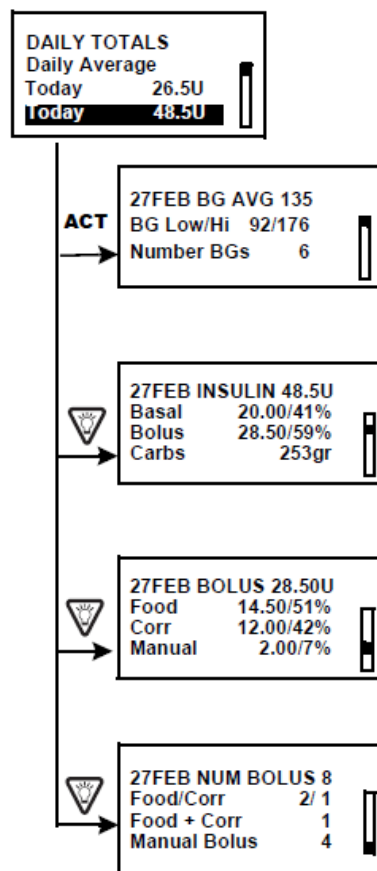 DAILY TOTALS
Daily Average
Today 26.5U
Today 48.5U
ACT
27FEB BG AVG 135
BG Low/Hi 92/176
Number BGs 6
27FEB INSULIN 48.5U
Basal 20.00/41%
Bolus 28.50/59%
Carbs 253gr
27FEB BOLUS 28.50U
Food 14.50/51%
Corr 12.00/42%
Manual 2.00/7%
27FEB NUM BOLUS 8
Food/Corr 2/ 1
Food + Corr 1
Manual Bolus 4